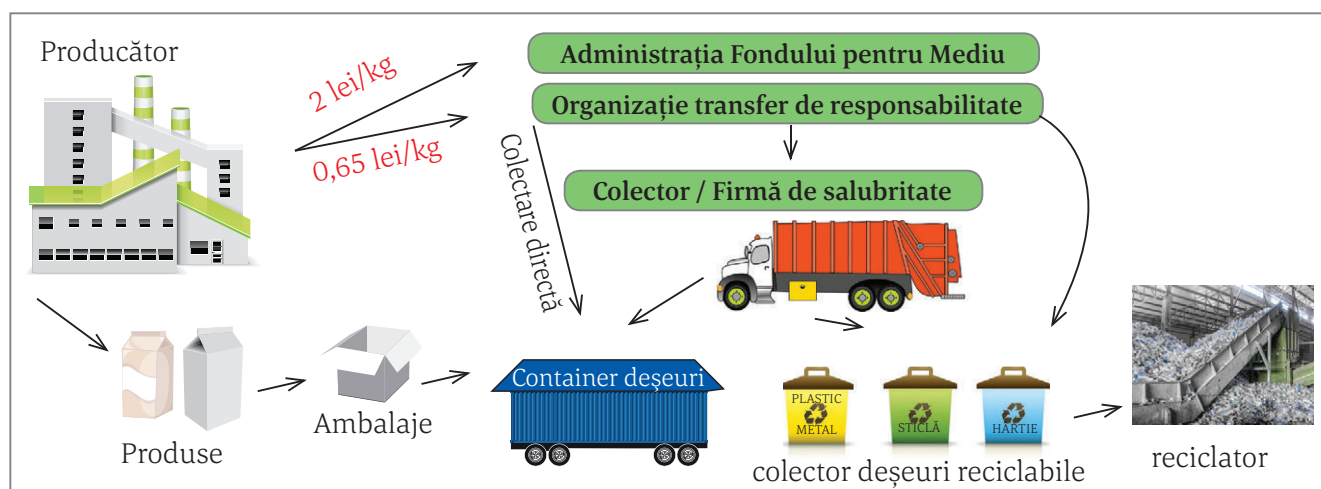 Producător
2 lei/kg
0,65 lei/kg
Administrația Fondului pentru Mediu
Organizație transfer de responsabilitate
Colectare directă
Colector / Firmă de salubritate
Produse
Ambalaje
Container deșeuri
PLASTIC
METAL
STICLĂ
HÂRTIE
colector deșeuri reciclabile
reciclator